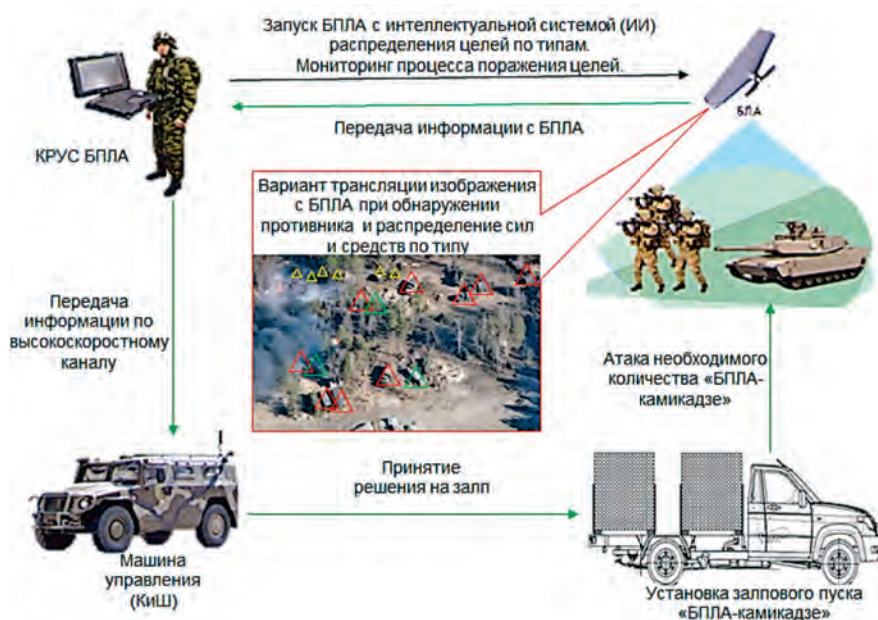 Запуск БПЛА с интеллектуальной системой (ИИ)
распределения целей по типам.
Мониторинг процесса поражения целей.
БЛА
Передача информации с БПЛА
КРУС БПЛА
Вариант трансляции изображения
с БПЛА при обнаружении
противника и распределение сил
и средств по типу
Передача
информации по
высокоскоростному
каналу
Атака необходимого
количества «БПЛА-
камикадзе»
Принятие
решения на залп
Машина
управления
(КиШ)
Установка залпового пуска
«БПЛА-камикадзе»